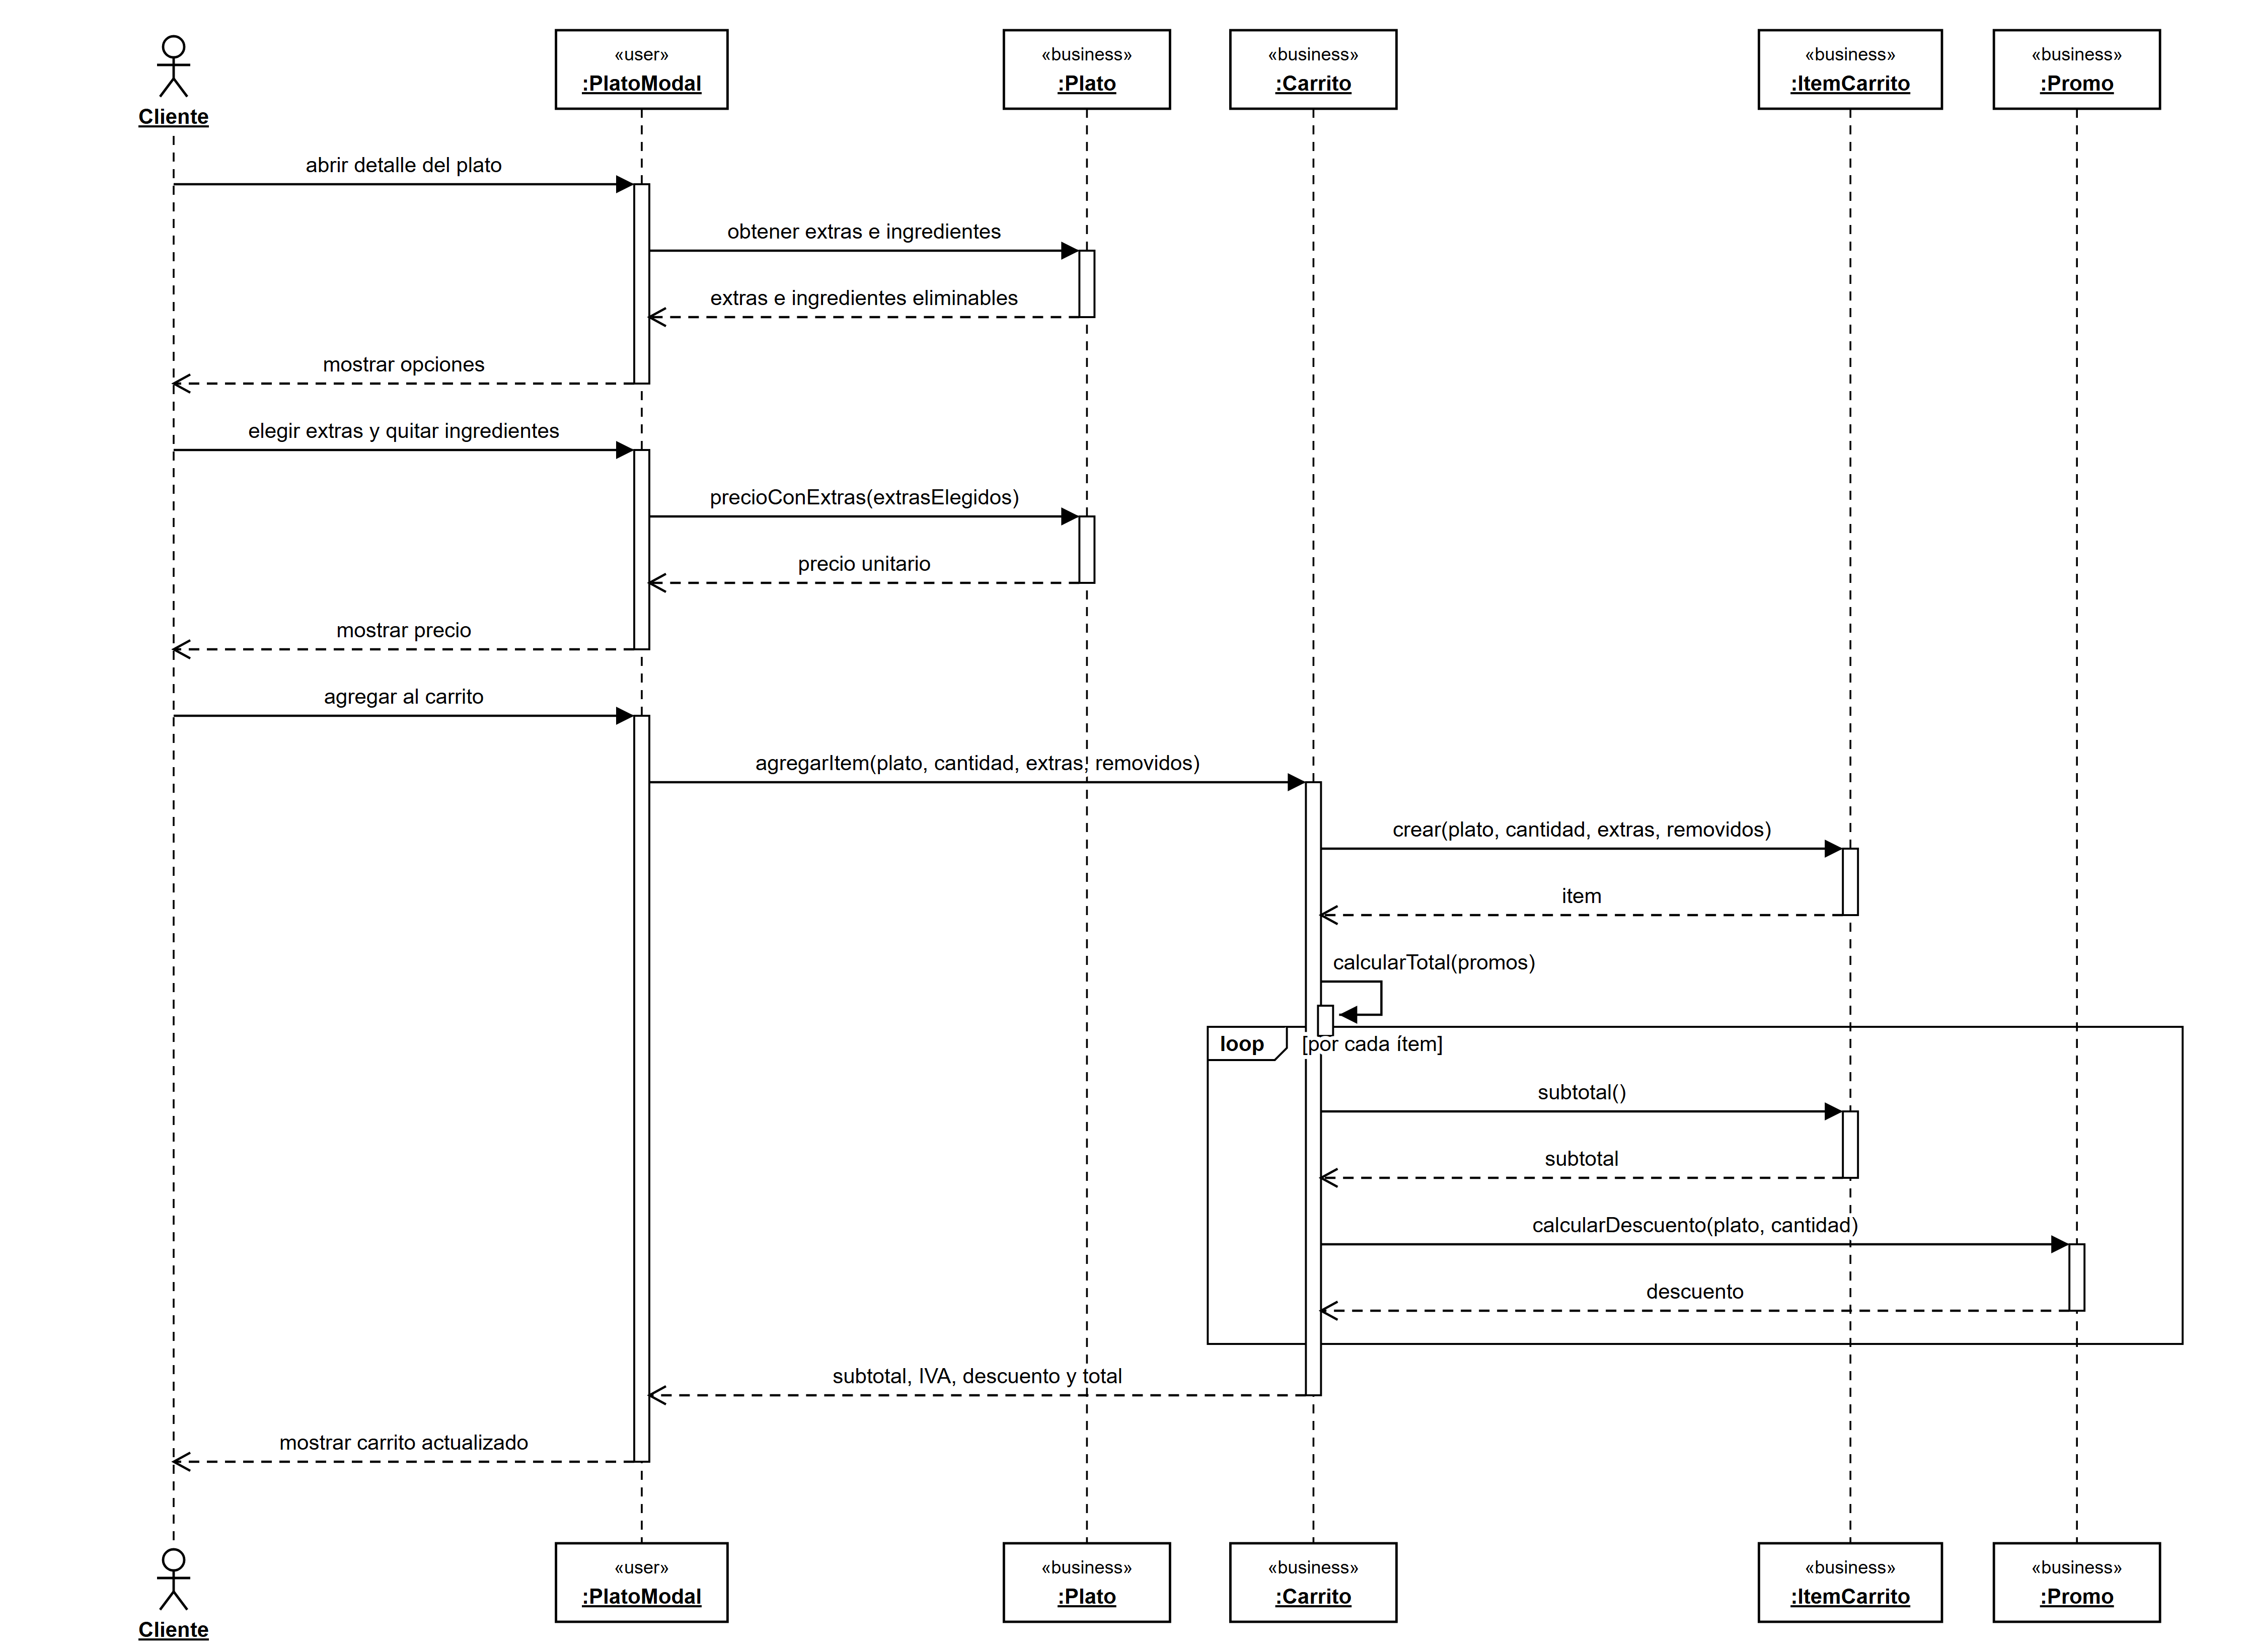 «user»
:PlatoModal
«business»
:Plato
«business»
:Carrito
«business»
:ItemCarrito
«business»
:Promo
Cliente
abrir detalle del plato
obtener extras e ingredientes
extras e ingredientes eliminables
mostrar opciones
elegir extras y quitar ingredientes
precioConExtras(extrasElegidos)
precio unitario
mostrar precio
agregar al carrito
agregarItem(plato, cantidad, extras, removidos)
crear(plato, cantidad, extras, removidos)
item
calcularTotal(promos)
loop
[por cada ítem]
subtotal()
subtotal
calcularDescuento(plato, cantidad)
descuento
subtotal, IVA, descuento y total
mostrar carrito actualizado
«user»
:PlatoModal
«business»
:Plato
«business»
:Carrito
«business»
:ItemCarrito
«business»
:Promo
Cliente